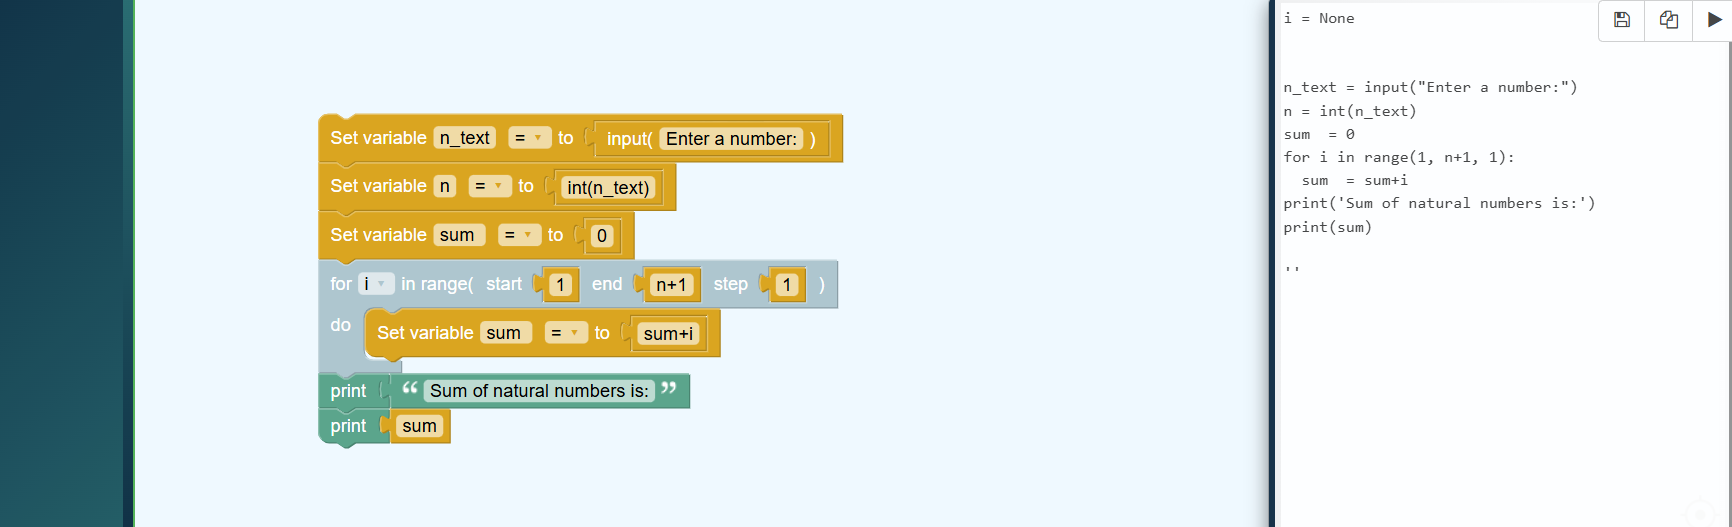 Set variable n_text = to input( Enter a number: )
Set variable n = to int(n_text)
Set variable sum = to 0
for i in range( start 1 end n+1 step 1 )
do Set variable sum = to sum+i
print “ Sum of natural numbers is: ”
print sum
i = None
n_text = input("Enter a number:")
n = int(n_text)
sum  = 0
for i in range(1, n+1, 1):
  sum  = sum+i
print('Sum of natural numbers is:')
print(sum)
''